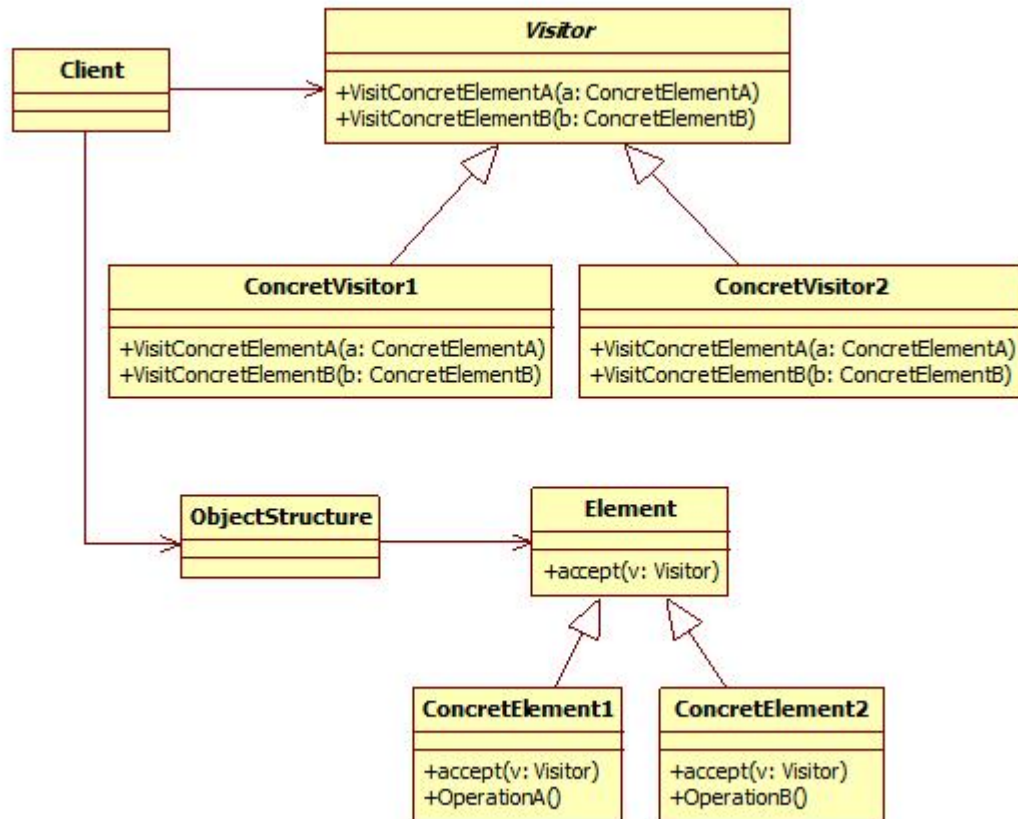 Visitor
Client
+VisitConcretElementA(a: ConcretElementA)
+VisitConcretElementB(b: ConcretElementB)
ConcretVisitor1
ConcretVisitor2
+VisitConcretElementA(a: ConcretElementA)
+VisitConcretElementB(b: ConcretElementB)
+VisitConcretElementA(a: ConcretElementA)
+VisitConcretElementB(b: ConcretElementB)
ObjectStructure
Element
+accept(v: Visitor)
ConcretElement1
ConcretElement2
+accept(v: Visitor)
+OperationA()
+accept(v: Visitor)
+OperationB()